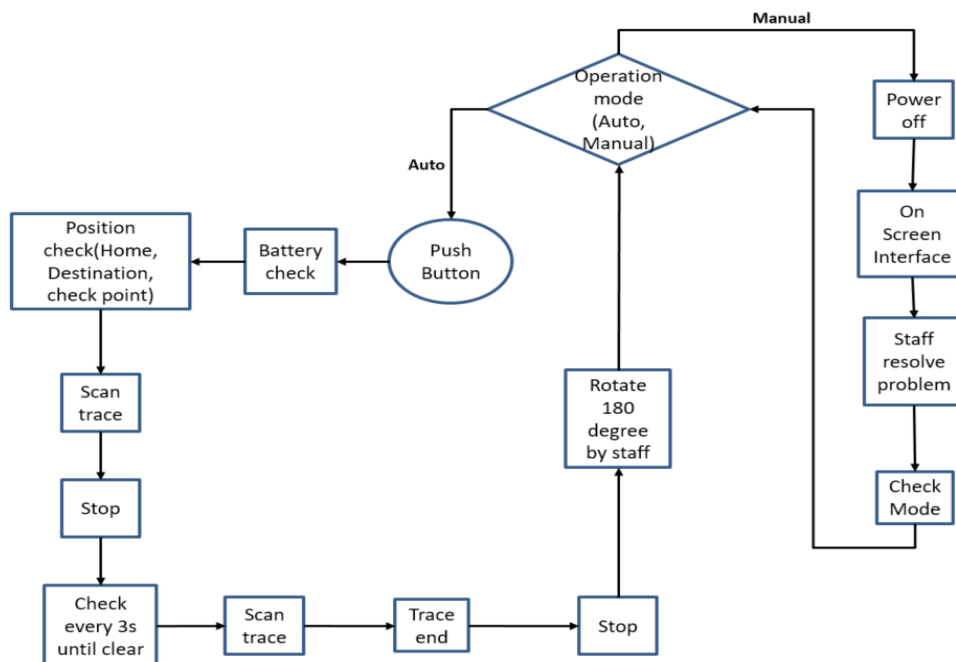 Manual
Operation
mode
(Auto,
Manual)
Power
off
Auto
On
Screen
Interface
Position
check(Home,
Destination,
check point)
Battery
check
Push
Button
Staff
resolve
problem
Scan
trace
Rotate
180
degree
by staff
Stop
Check
Mode
Check
every 3s
until clear
Scan
trace
Trace
end
Stop